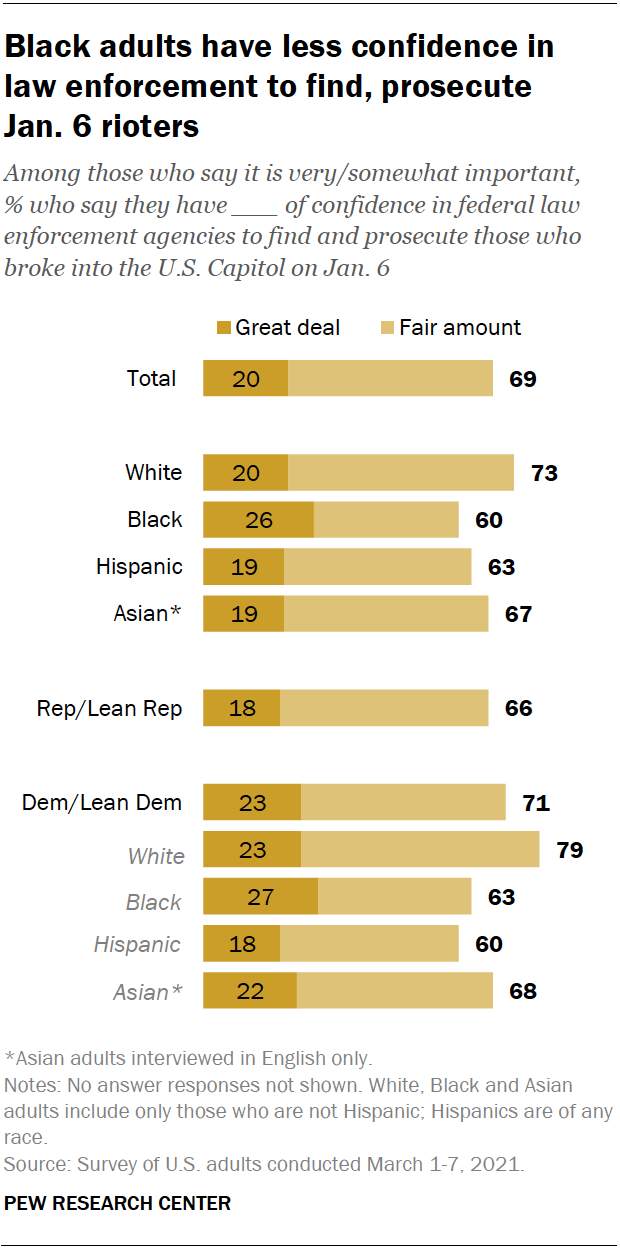 Black adults have less confidence in
law enforcement to find, prosecute
Jan. 6 rioters
Among those who say it is very/somewhat important,
% who say they have ____ of confidence in federal law
enforcement agencies to find and prosecute those who
broke into the U.S. Capitol on Jan. 6
Great deal Fair amount
Total 20 69
White 20 73
Black 26 60
Hispanic 19 63
Asian* 19 67
Rep/Lean Rep 18 66
Dem/Lean Dem 23 71
White 23 79
Black 27 63
Hispanic 18 60
Asian* 22 68
*Asian adults interviewed in English only.
Notes: No answer responses not shown. White, Black and Asian
adults include only those who are not Hispanic; Hispanics are of any
race.
Source: Survey of U.S. adults conducted March 1-7, 2021.
PEW RESEARCH CENTER